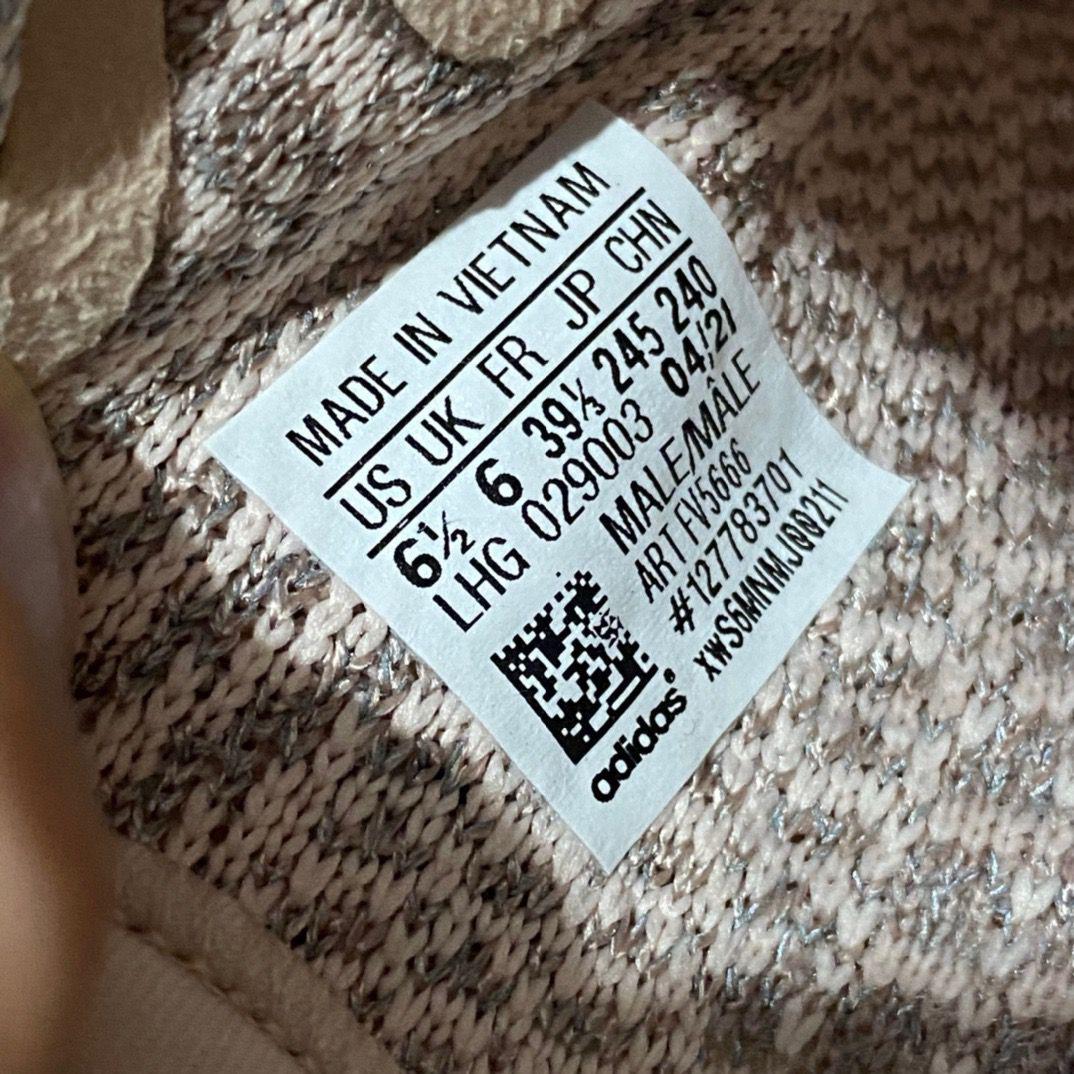 MADE IN VIETNAM
US UK FR JP CHN
6½ 6 39⅓ 245 240
LHG 029003 04/21
MALE/MÂLE
ART FV5666
#127783701
XWS6MNMJQQ211
adidas®